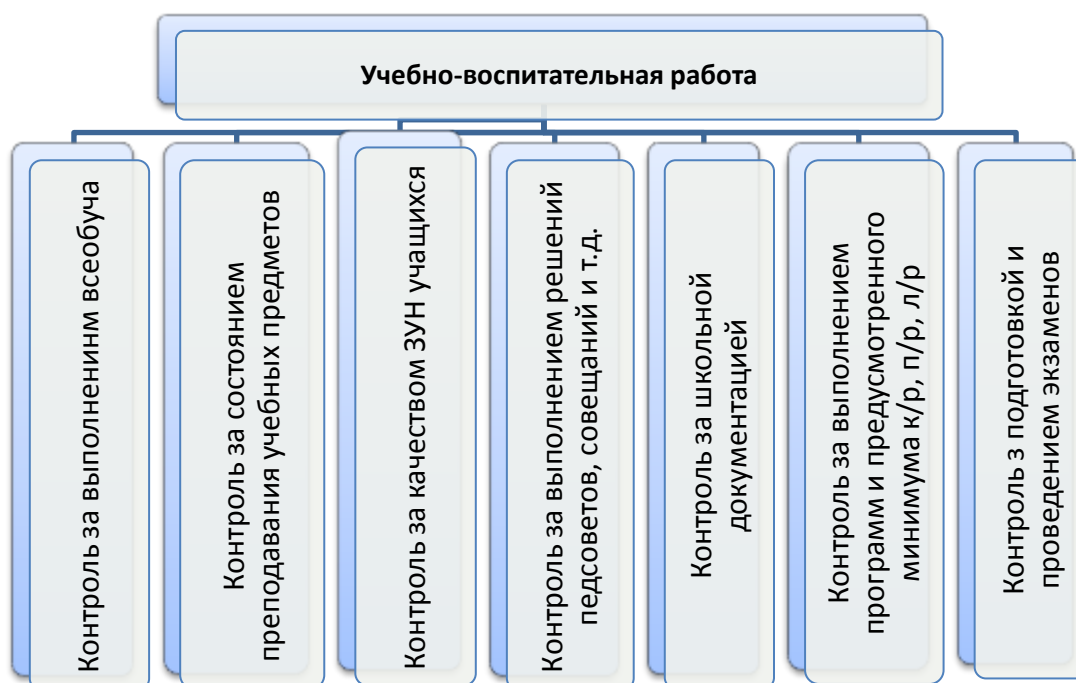 Учебно-воспитательная работа
Контроль за выполненинм всеобуча
Контроль за состоянием
преподавания учебных предметов
Контроль за качеством ЗУН учащихся
Контроль за выполнением решений
педсоветов, совещаний и т.д.
Контроль за школьной
документацией
Контроль за выполнением
программ и предусмотренного
минимума к/р, п/р, л/р
Контроль з подготовкой и
проведением экзаменов